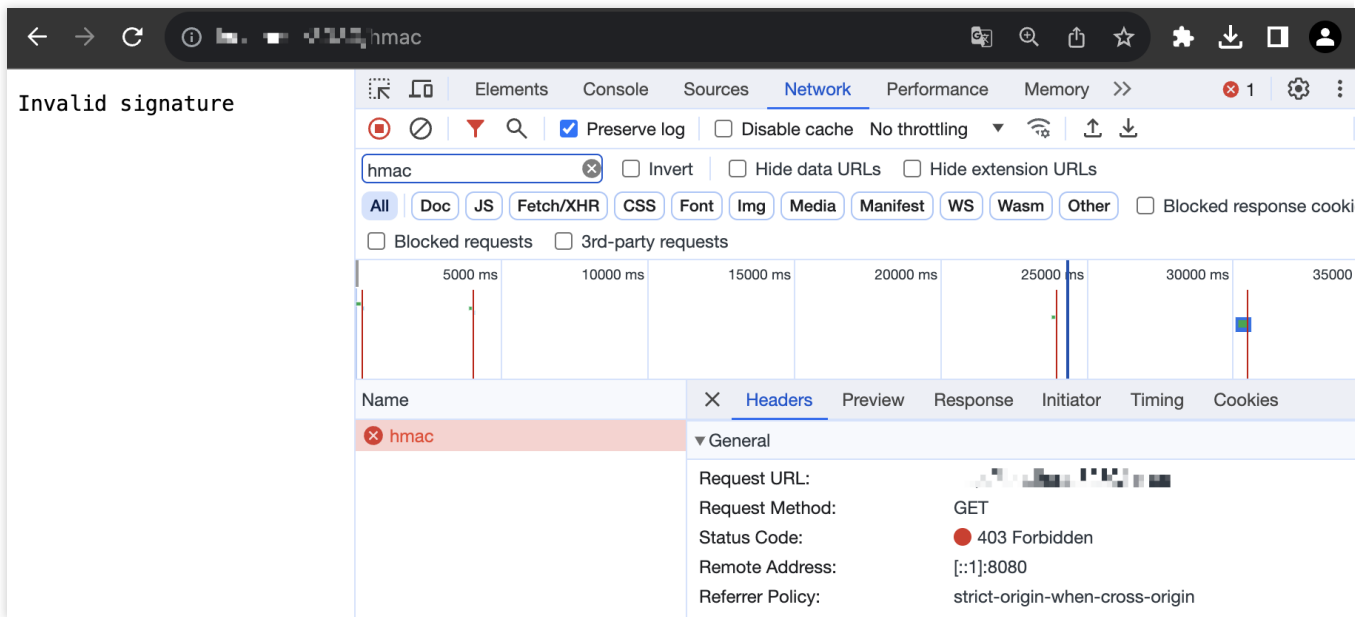 hmac
Invalid signature
Elements Console Sources Network Performance Memory 1
Preserve log Disable cache No throttling
hmac Invert Hide data URLs Hide extension URLs
All Doc JS Fetch/XHR CSS Font Img Media Manifest WS Wasm Other Blocked response cooki
Blocked requests 3rd-party requests
5000 ms 10000 ms 15000 ms 20000 ms 25000 ms 30000 ms 35000
Name
hmac
Headers Preview Response Initiator Timing Cookies
General
Request URL:
Request Method: GET
Status Code: 403 Forbidden
Remote Address: [::1]:8080
Referrer Policy: strict-origin-when-cross-origin